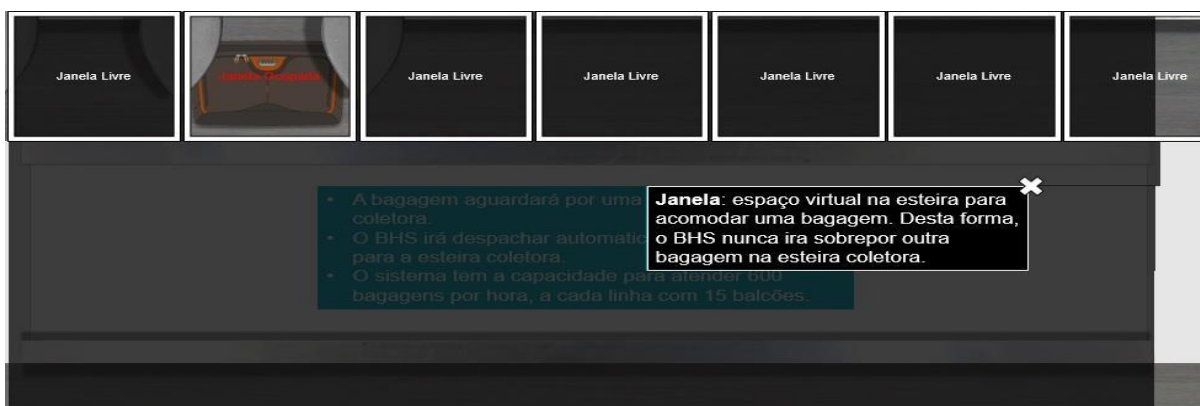 Janela Livre
Janela Ocupada
Janela Livre
Janela Livre
Janela Livre
Janela Livre
Janela Livre
• A bagagem aguardará por uma
coletora.
• O BHS irá despachar automatic
para a esteira coletora.
• O sistema tem a capacidade para atender 600
bagagens por hora, a cada linha com 15 balcões.
Janela: espaço virtual na esteira para
acomodar uma bagagem. Desta forma,
o BHS nunca ira sobrepor outra
bagagem na esteira coletora.